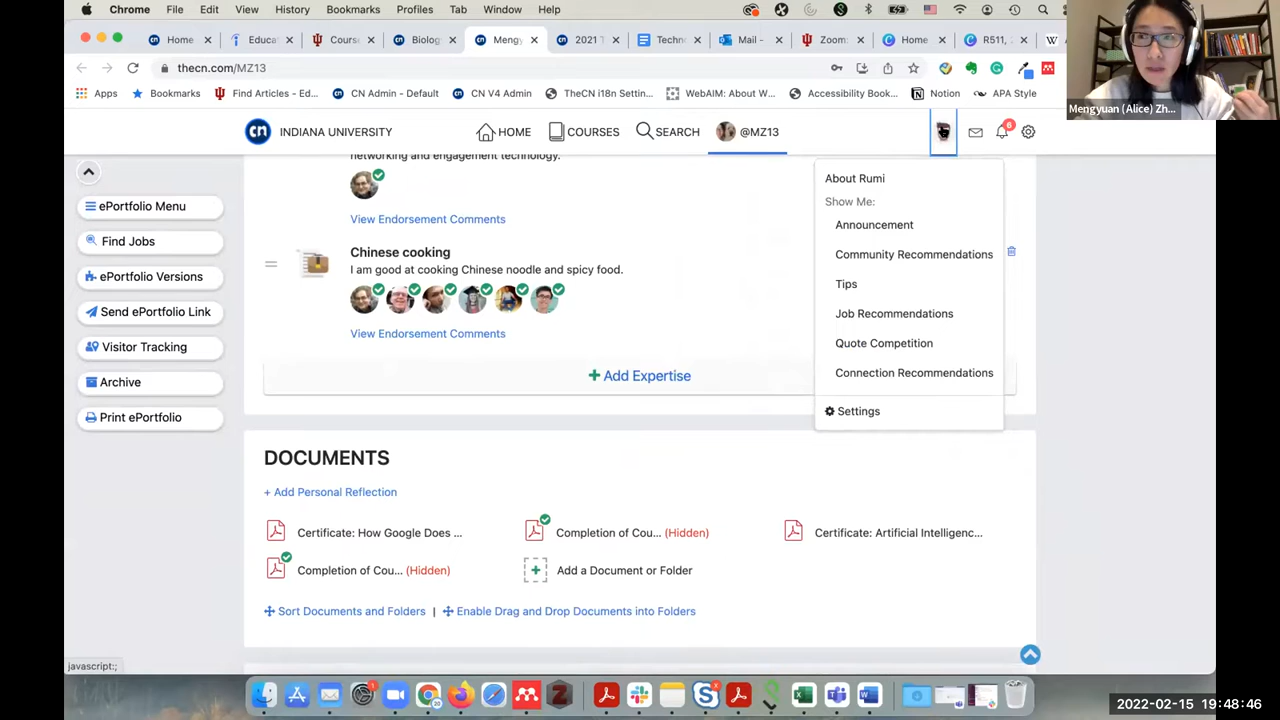 Chrome File Edit View History Bookmarks Profiles Tab Window Help
Home Educa Cours Biolo Meng 2021 T Techn Mail - Zoom: Home R511,
thecn.com/MZ13
Apps Bookmarks Find Articles - Ed... CN Admin - Default CN V4 Admin TheCN i18n Settin... WebAIM: About W... Accessibility Book... Notion APA Style
Mengyuan (Alice) Zh...
cn INDIANA UNIVERSITY HOME COURSES SEARCH @MZ13 6
networking and engagement technology.
View Endorsement Comments
Chinese cooking
I am good at cooking Chinese noodle and spicy food.
View Endorsement Comments
+ Add Expertise
ePortfolio Menu
Find Jobs
ePortfolio Versions
Send ePortfolio Link
Visitor Tracking
Archive
Print ePortfolio
About Rumi
Show Me:
Announcement
Community Recommendations
Tips
Job Recommendations
Quote Competition
Connection Recommendations
Settings
DOCUMENTS
+ Add Personal Reflection
Certificate: How Google Does ... Completion of Cou... (Hidden) Certificate: Artificial Intelligenc...
Completion of Cou... (Hidden) Add a Document or Folder
Sort Documents and Folders | Enable Drag and Drop Documents into Folders
javascript:;
2022-02-15 19:48:46